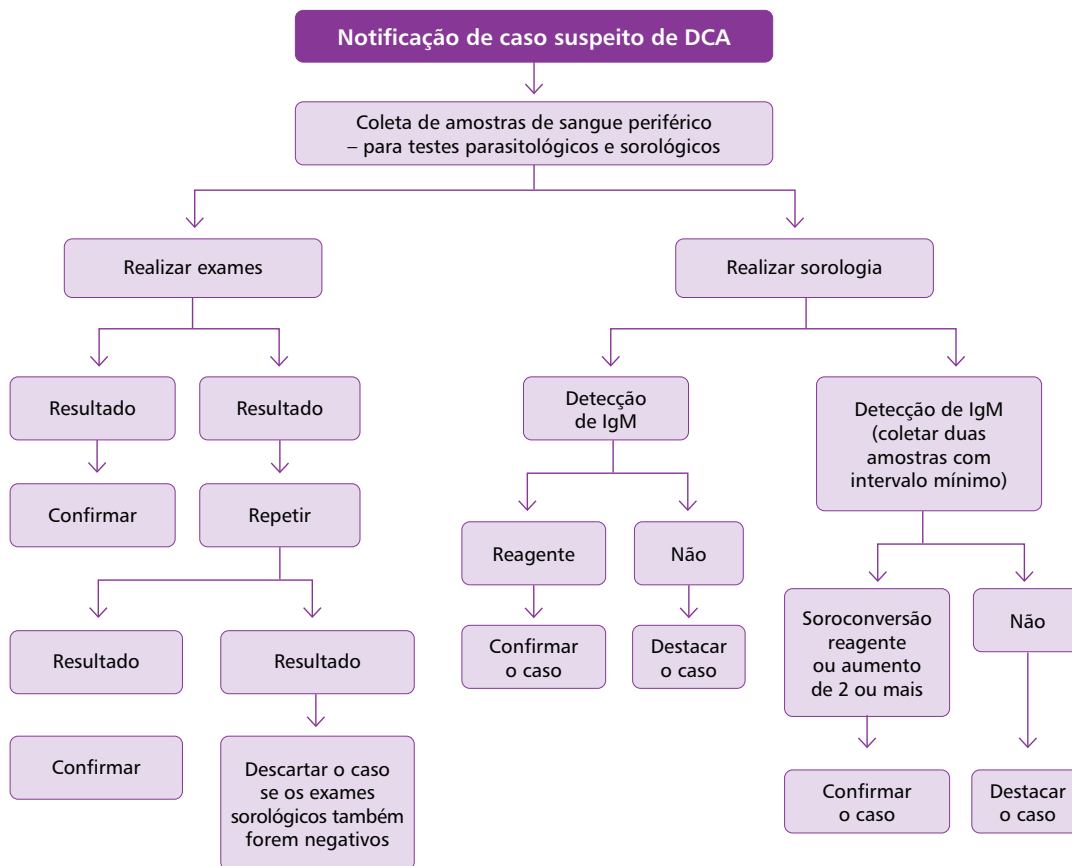 Notificação de caso suspeito de DCA
Coleta de amostras de sangue periférico
– para testes parasitológicos e sorológicos
Realizar exames
Realizar sorologia
Resultado
Resultado
Detecção
de IgM
Detecção de IgM
(coletar duas
amostras com
intervalo mínimo)
Confirmar
Repetir
Reagente
Não
Soroconversão
reagente
ou aumento
de 2 ou mais
Não
Resultado
Resultado
Confirmar
o caso
Destacar
o caso
Confirmar
Descartar o caso
se os exames
sorológicos também
forem negativos
Confirmar
o caso
Destacar
o caso